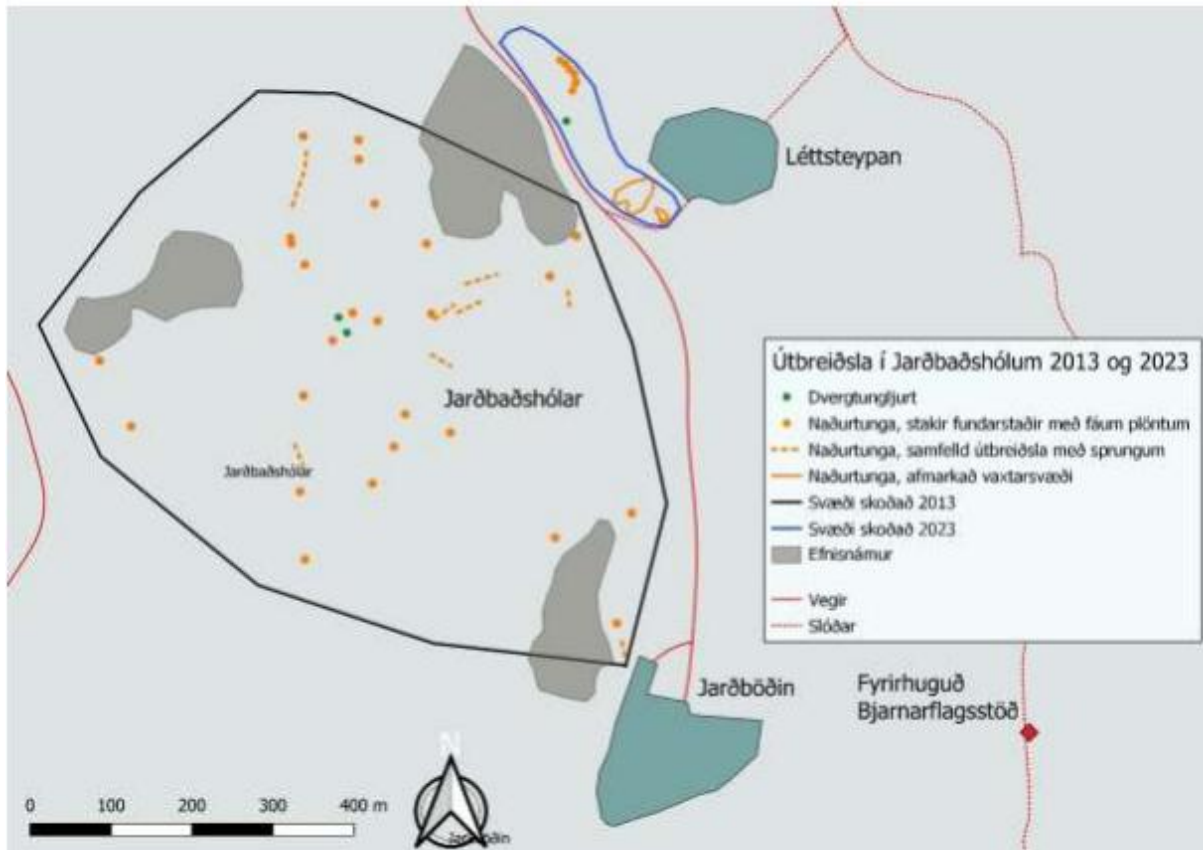 Léttsteypan
Útbreiðsla í Jarðbaðshólum 2013 og 2023
Dvergtungljurt
Naðurtunga, stakir fundarstaðir með fáum plöntum
Naðurtunga, samfelld útbreiðsla með sprungum
Naðurtunga, afmarkað vaxtarsvæði
Svæði skoðað 2013
Svæði skoðað 2023
Efnisnámur
Vegir
Slóðar
Jarðbaðshólar
Jarðbaðshólar
Jarðböðin
Fyrirhuguð
Bjarnarflagsstöð
N
0 100 200 300 400 m